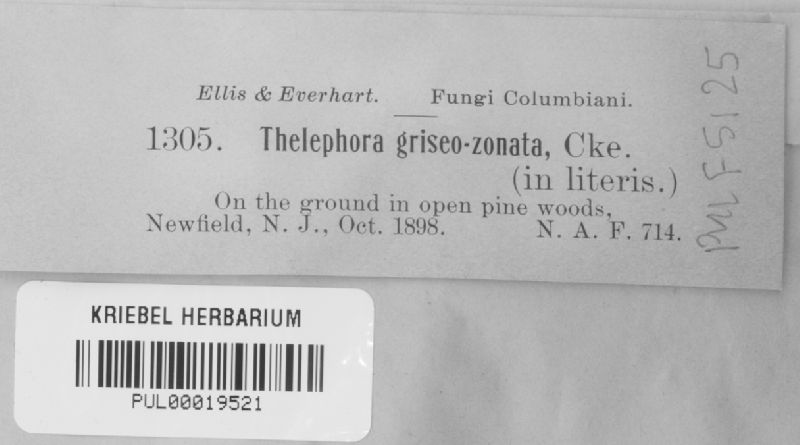 Ellis & Everhart. Fungi Columbiani.
1305. Thelephora griseo-zonata, Cke.
(in literis.)
On the ground in open pine woods,
Newfield, N. J., Oct. 1898. N. A. F. 714.
PUL F5125
KRIEBEL HERBARIUM
PUL00019521